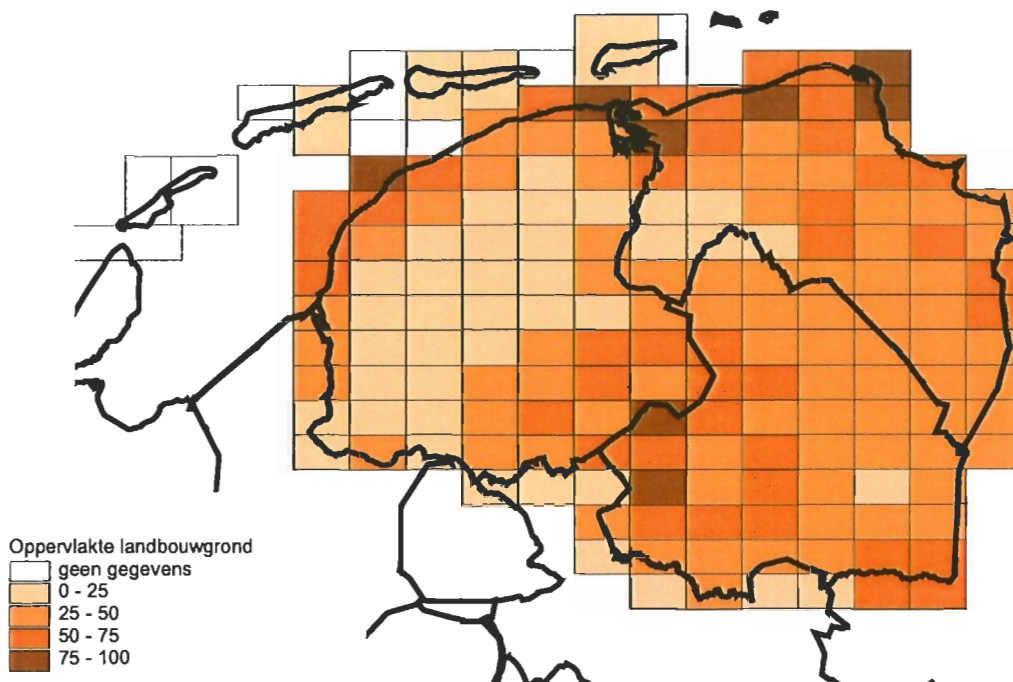 Oppervlakte landbouwgrond
geen gegevens
0 - 25
25 - 50
50 - 75
75 - 100